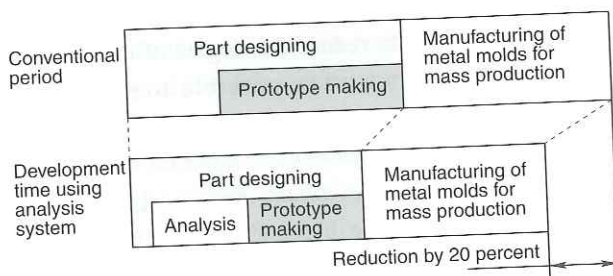 Conventional
period
Part designing
Prototype making
Manufacturing of
metal molds for
mass production
Development
time using
analysis
system
Part designing
Analysis
Prototype
making
Manufacturing of
metal molds for
mass production
Reduction by 20 percent